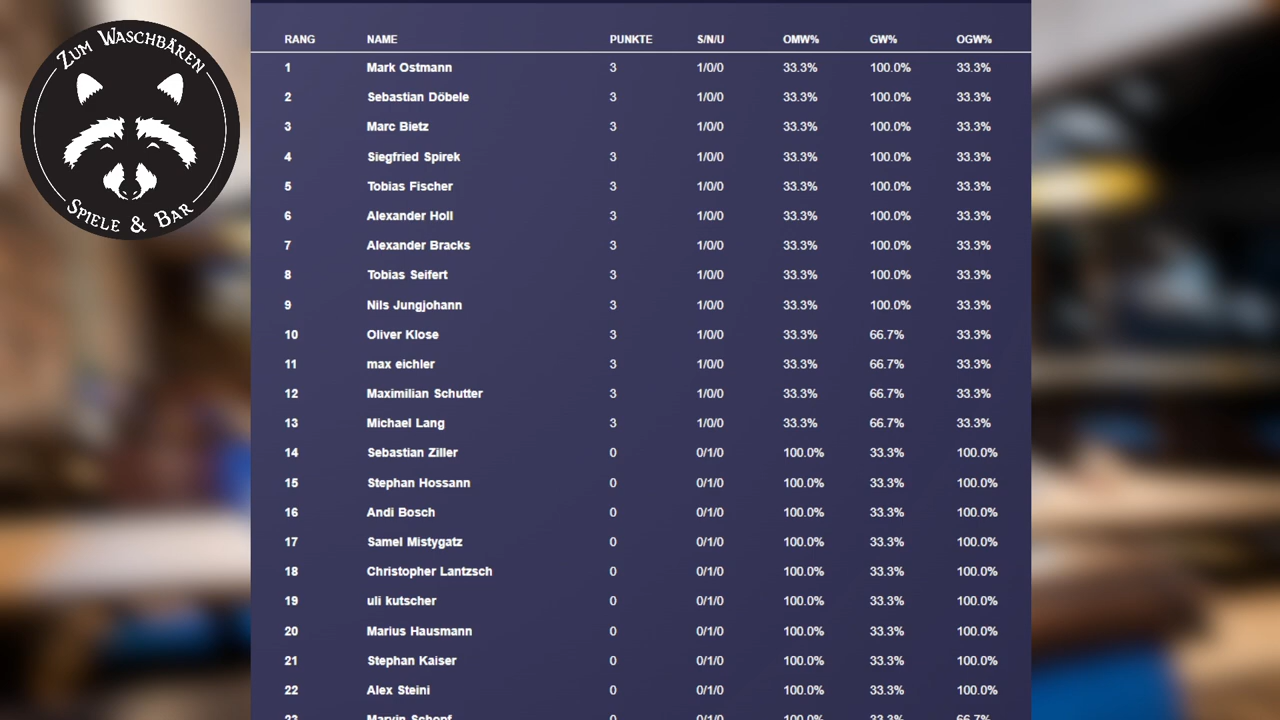 ZUM WASCHBÄREN
SPIELE & BAR
RANG NAME PUNKTE S/N/U OMW% GW% OGW%
1 Mark Ostmann 3 1/0/0 33.3% 100.0% 33.3%
2 Sebastian Döbele 3 1/0/0 33.3% 100.0% 33.3%
3 Marc Bietz 3 1/0/0 33.3% 100.0% 33.3%
4 Siegfried Spirek 3 1/0/0 33.3% 100.0% 33.3%
5 Tobias Fischer 3 1/0/0 33.3% 100.0% 33.3%
6 Alexander Holl 3 1/0/0 33.3% 100.0% 33.3%
7 Alexander Bracks 3 1/0/0 33.3% 100.0% 33.3%
8 Tobias Seifert 3 1/0/0 33.3% 100.0% 33.3%
9 Nils Jungjohann 3 1/0/0 33.3% 100.0% 33.3%
10 Oliver Klose 3 1/0/0 33.3% 66.7% 33.3%
11 max eichler 3 1/0/0 33.3% 66.7% 33.3%
12 Maximilian Schutter 3 1/0/0 33.3% 66.7% 33.3%
13 Michael Lang 3 1/0/0 33.3% 66.7% 33.3%
14 Sebastian Ziller 0 0/1/0 100.0% 33.3% 100.0%
15 Stephan Hossann 0 0/1/0 100.0% 33.3% 100.0%
16 Andi Bosch 0 0/1/0 100.0% 33.3% 100.0%
17 Samel Mistygatz 0 0/1/0 100.0% 33.3% 100.0%
18 Christopher Lantzsch 0 0/1/0 100.0% 33.3% 100.0%
19 uli kutscher 0 0/1/0 100.0% 33.3% 100.0%
20 Marius Hausmann 0 0/1/0 100.0% 33.3% 100.0%
21 Stephan Kaiser 0 0/1/0 100.0% 33.3% 100.0%
22 Alex Steini 0 0/1/0 100.0% 33.3% 100.0%
23 Marvin Schopf 0 0/1/0 100.0% 33.3% 66.7%